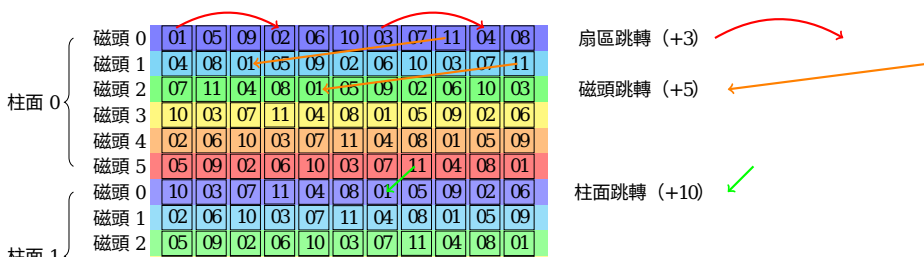 磁頭 0 01 05 09 02 06 10 03 07 11 04 08 扇區跳轉（+3）
磁頭 1 04 08 01 05 09 02 06 10 03 07 11
磁頭 2 07 11 04 08 01 05 09 02 06 10 03 磁頭跳轉（+5）
柱面 0
磁頭 3 10 03 07 11 04 08 01 05 09 02 06
磁頭 4 02 06 10 03 07 11 04 08 01 05 09
磁頭 5 05 09 02 06 10 03 07 11 04 08 01
磁頭 0 10 03 07 11 04 08 01 05 09 02 06 柱面跳轉（+10）
磁頭 1 02 06 10 03 07 11 04 08 01 05 09
磁頭 2 05 09 02 06 10 03 07 11 04 08 01
柱面 1